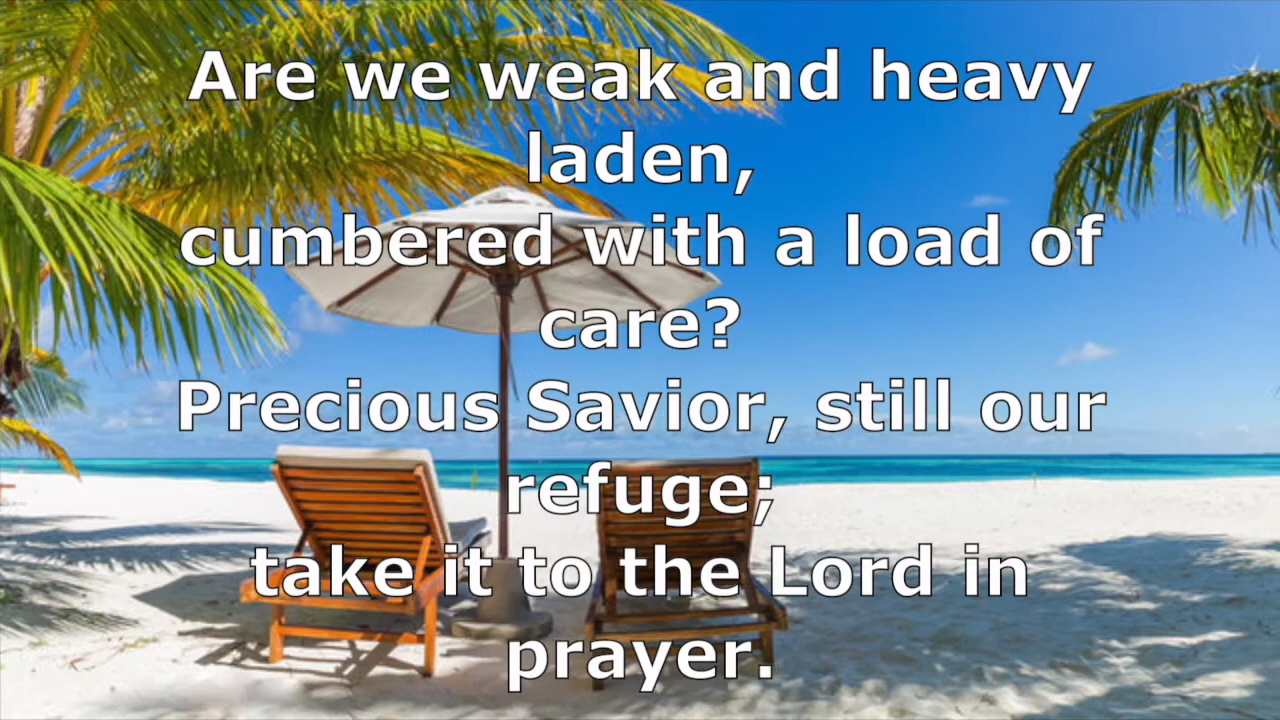 Are we weak and heavy
laden,
cumbered with a load of
care?
Precious Savior, still our
refuge;
take it to the Lord in
prayer.